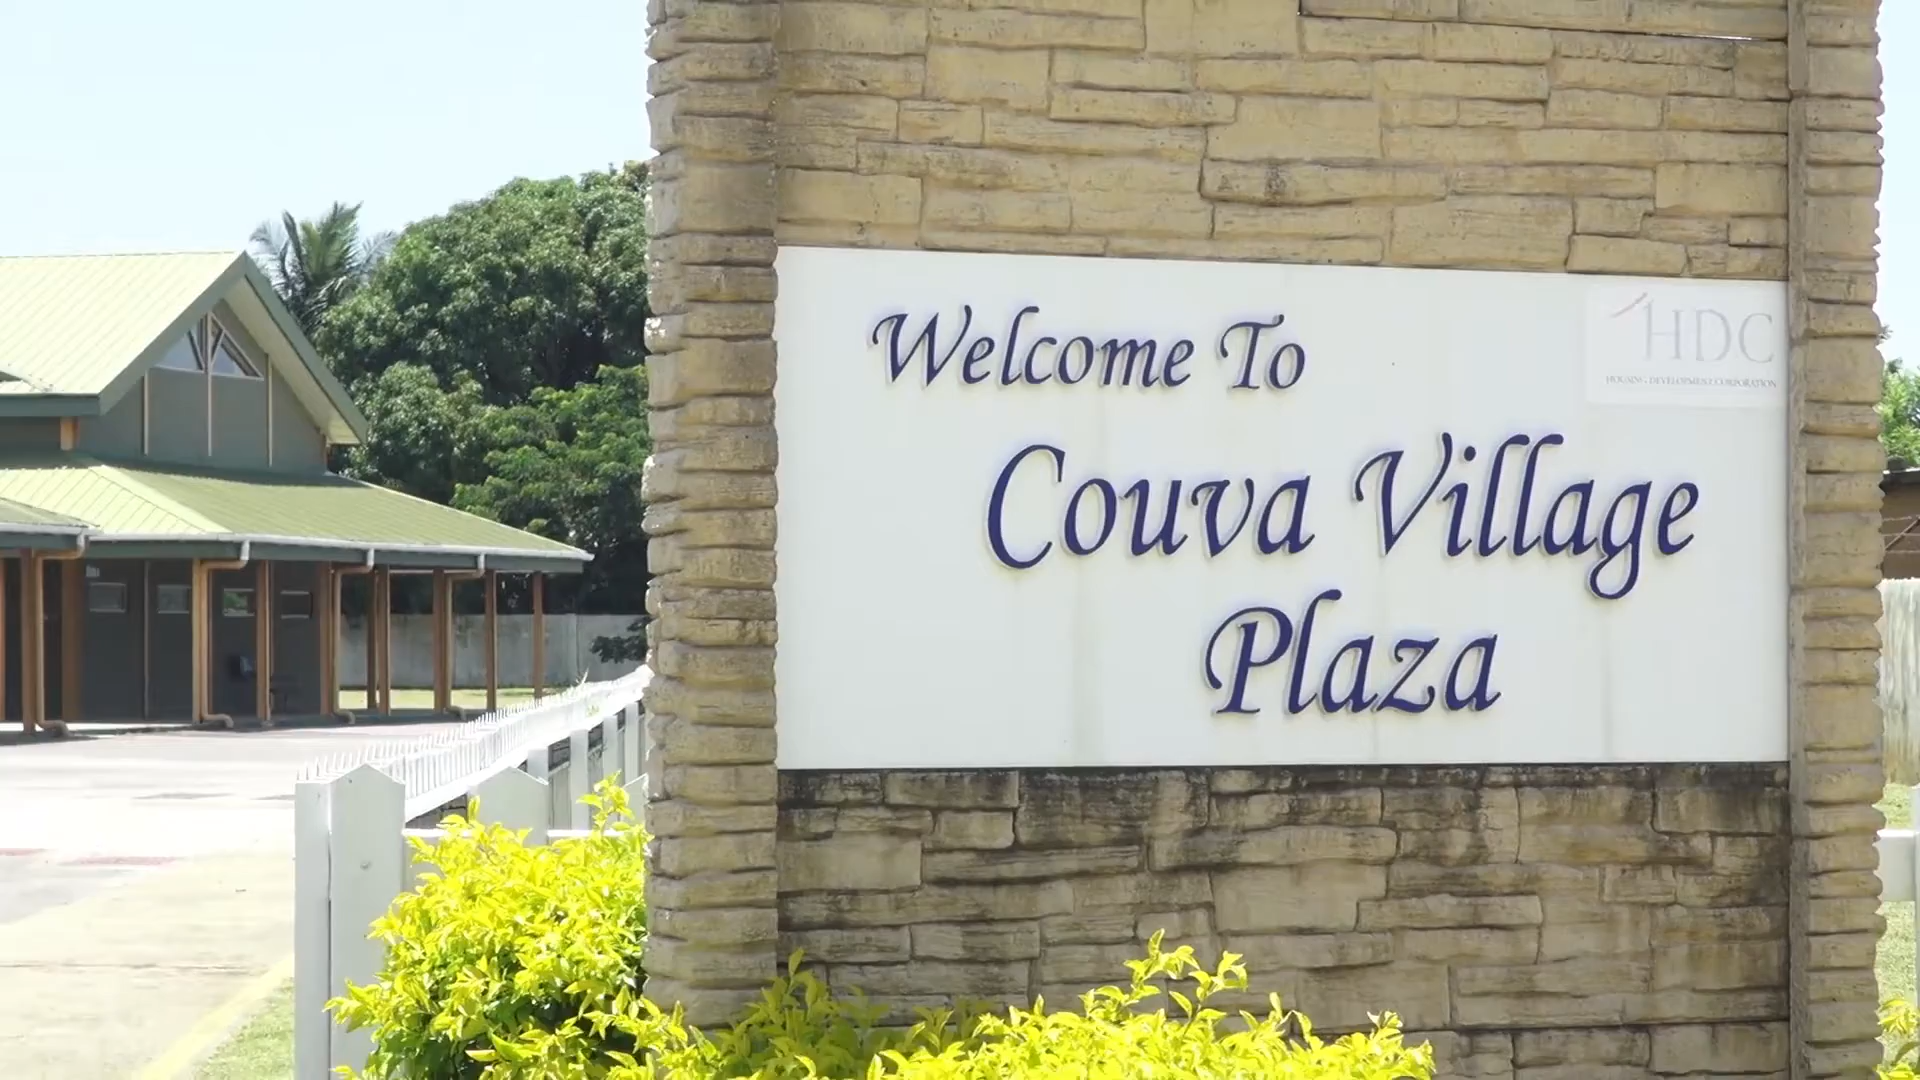 Welcome To
HDC
HOUSING DEVELOPMENT CORPORATION
Couva Village
Plaza